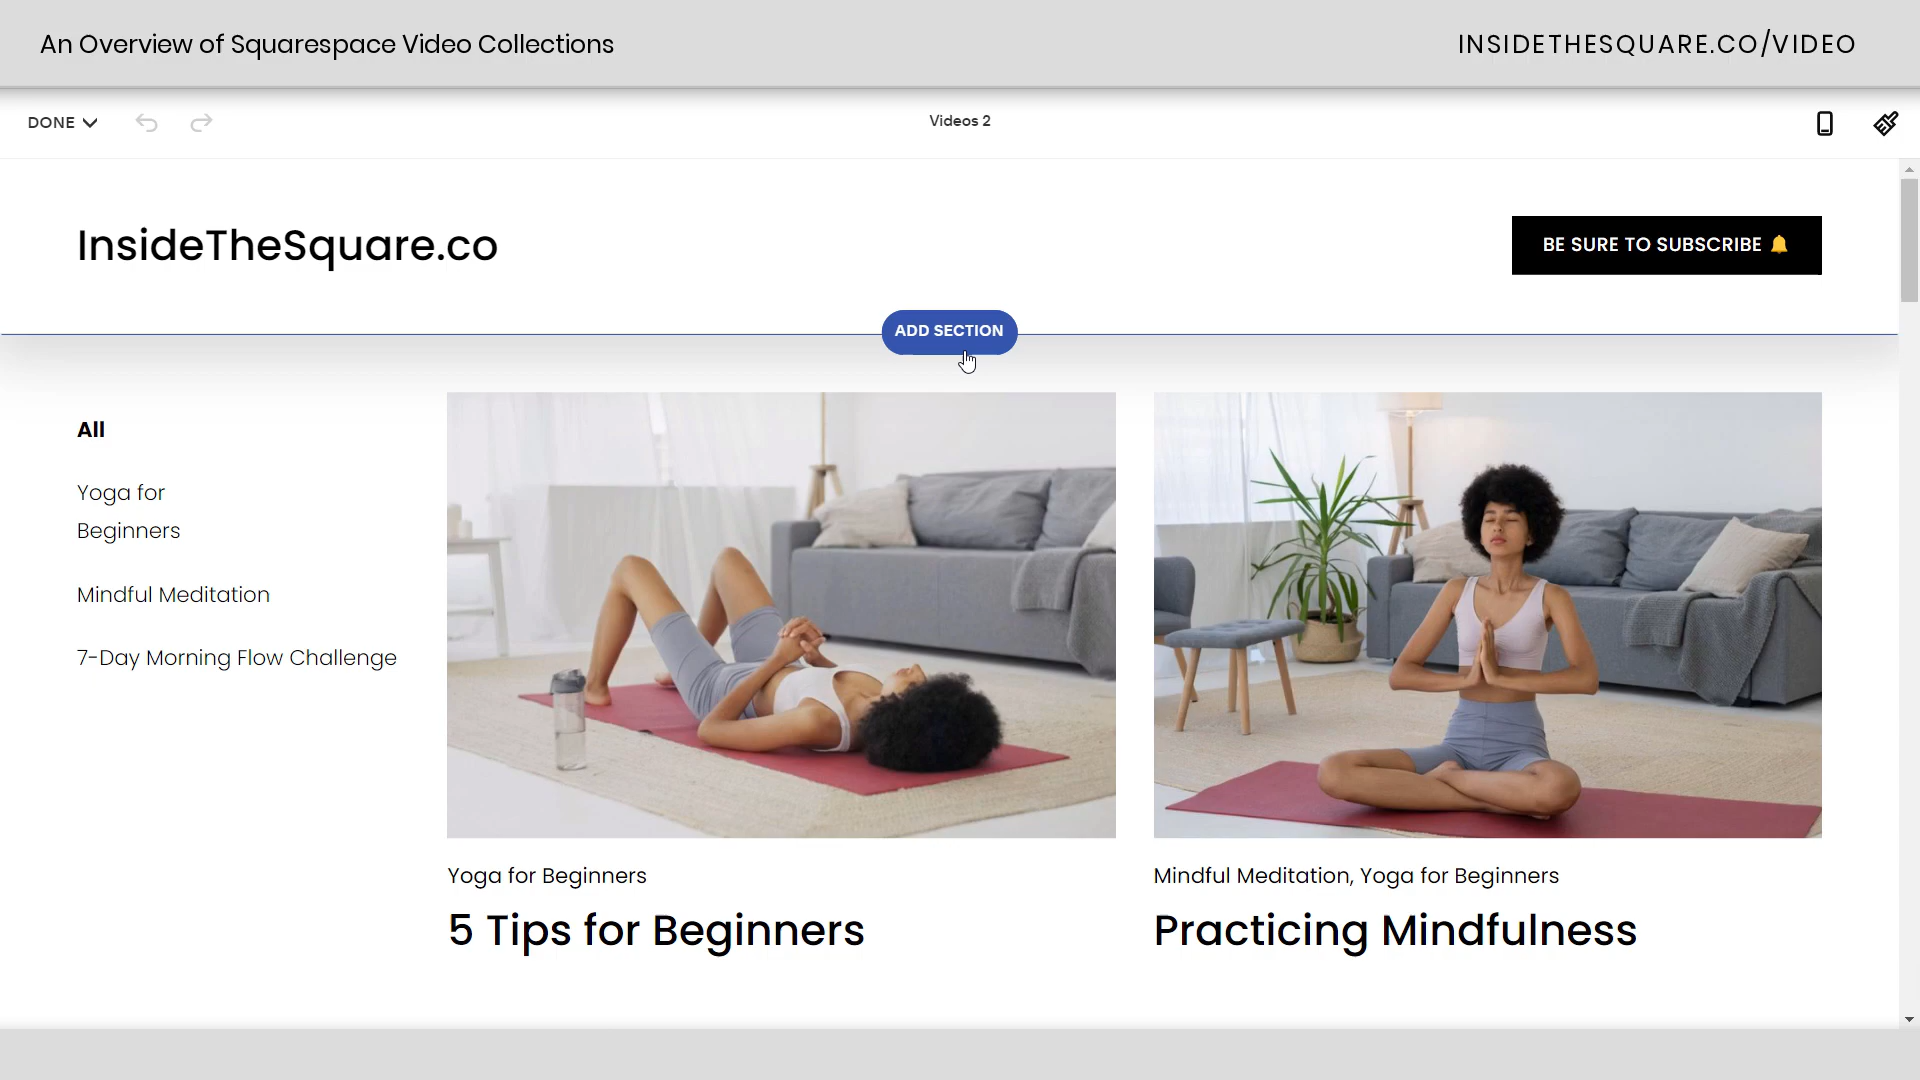 An Overview of Squarespace Video Collections
INSIDETHESQUARE.CO/VIDEO
DONE
Videos 2
InsideTheSquare.co
BE SURE TO SUBSCRIBE 🔔
ADD SECTION
All
Yoga for
Beginners
Mindful Meditation
7-Day Morning Flow Challenge
Yoga for Beginners
5 Tips for Beginners
Mindful Meditation, Yoga for Beginners
Practicing Mindfulness